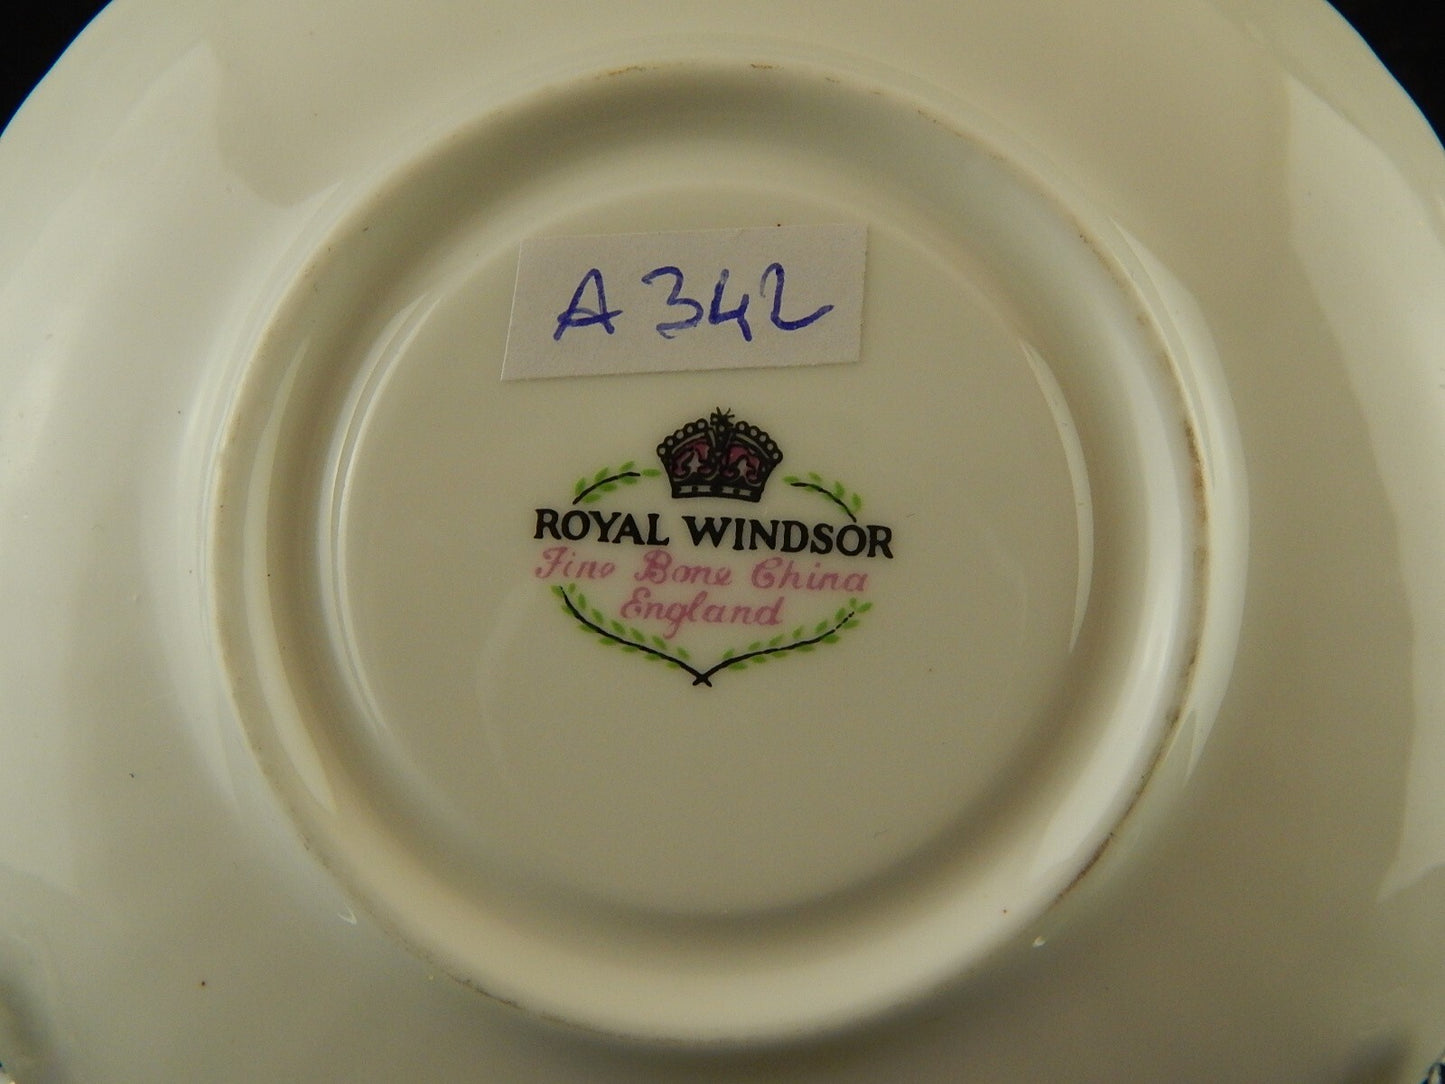 A342
ROYAL WINDSOR
Fine Bone China
England